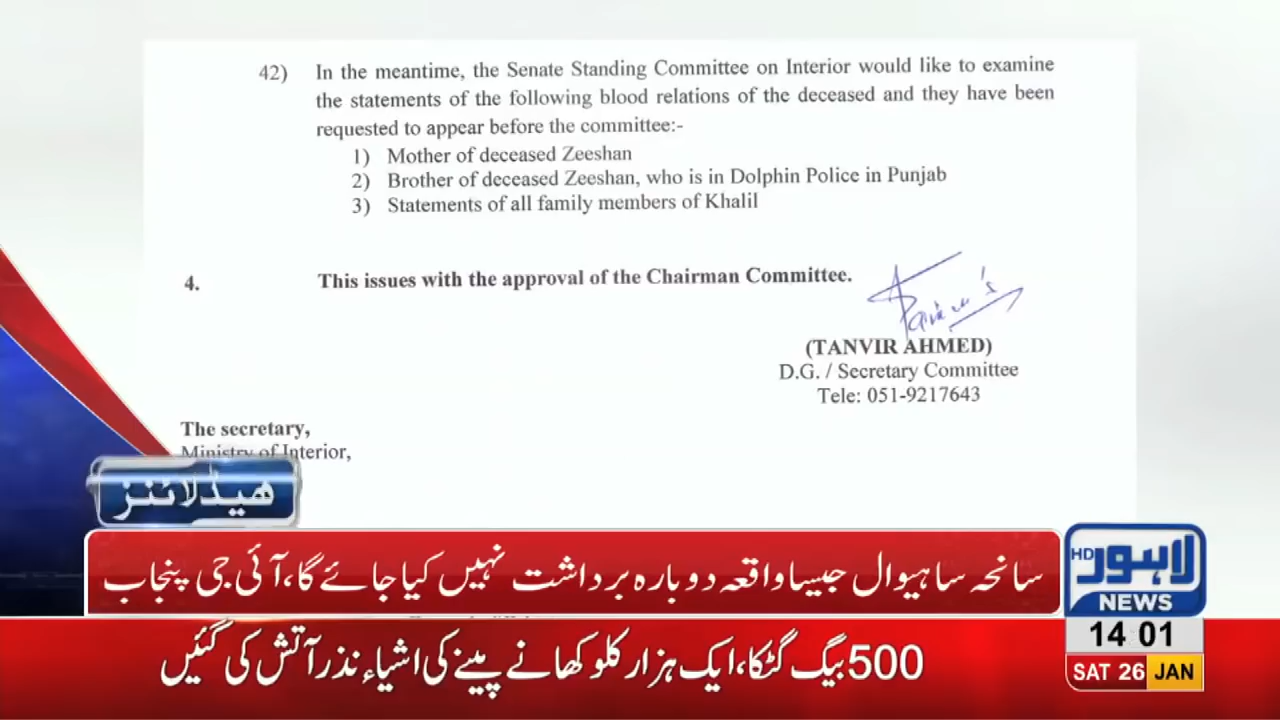 42) In the meantime, the Senate Standing Committee on Interior would like to examine
the statements of the following blood relations of the deceased and they have been
requested to appear before the committee:-
1) Mother of deceased Zeeshan
2) Brother of deceased Zeeshan, who is in Dolphin Police in Punjab
3) Statements of all family members of Khalil
4. This issues with the approval of the Chairman Committee.
(TANVIR AHMED)
D.G. / Secretary Committee
Tele: 051-9217643
The secretary,
Ministry of Interior,
ہیڈلائنز
سانحہ ساہیوال جیسا واقعہ دوبارہ برداشت نہیں کیا جائے گا، آئی جی پنجاب
500 بیگ گٹکا، ایک ہزار کلو کھانے پینے کی اشیاء نذر آتش کی گئیں
لاہور HD
NEWS
14 01
SAT 26 JAN